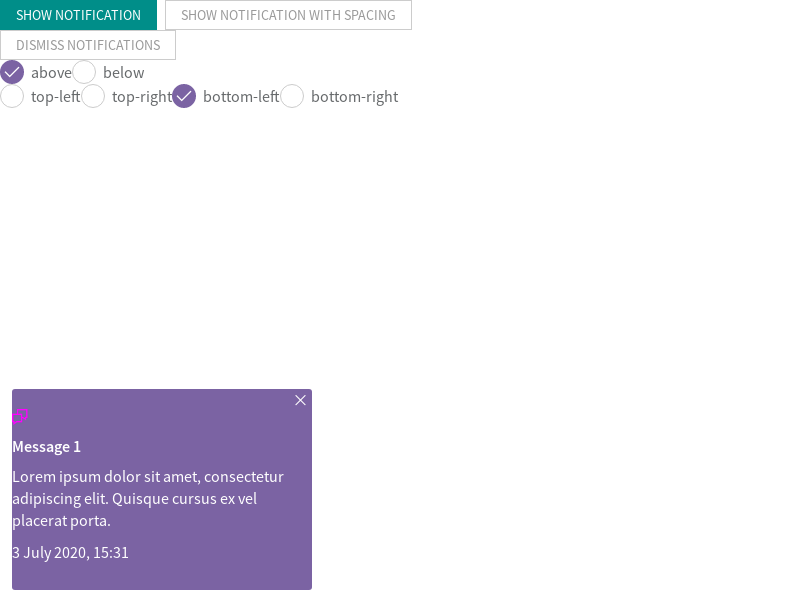 SHOW NOTIFICATION SHOW NOTIFICATION WITH SPACING
DISMISS NOTIFICATIONS
above below
top-left top-right bottom-left bottom-right
Message 1
Lorem ipsum dolor sit amet, consectetur
adipiscing elit. Quisque cursus ex vel
placerat porta.
3 July 2020, 15:31